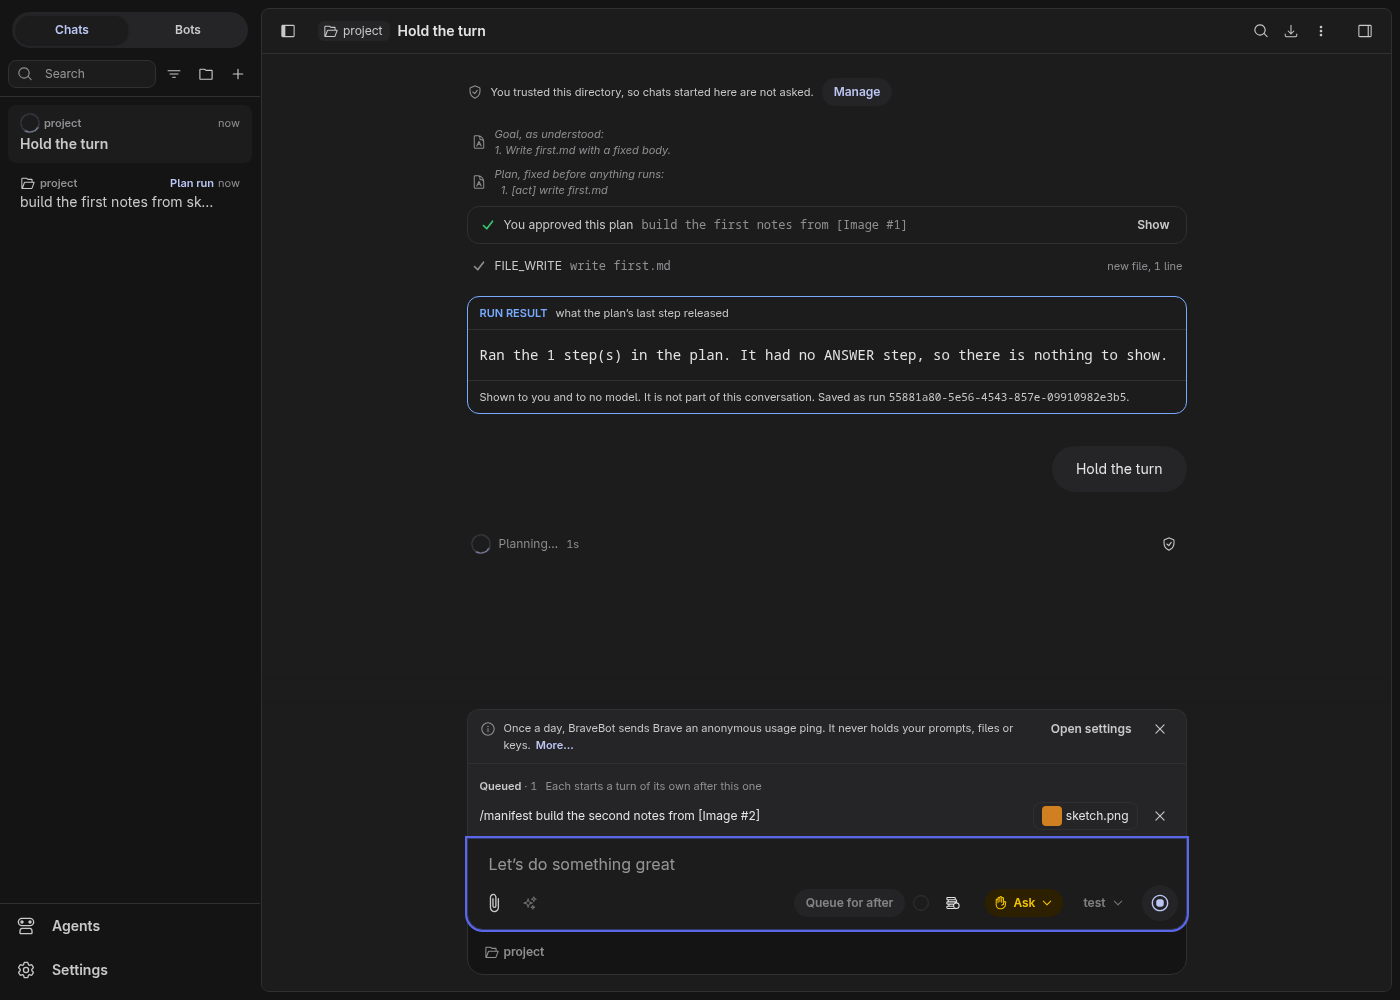 Chats
Bots
Search
project
now
Hold the turn
project
Plan run now
build the first notes from sk...
Agents
Settings
project
Hold the turn
You trusted this directory, so chats started here are not asked.
Manage
Goal, as understood:
1. Write first.md with a fixed body.
Plan, fixed before anything runs:
1. [act] write first.md
You approved this plan build the first notes from [Image #1]
Show
FILE_WRITE write first.md
new file, 1 line
RUN RESULT what the plan's last step released
Ran the 1 step(s) in the plan. It had no ANSWER step, so there is nothing to show.
Shown to you and to no model. It is not part of this conversation. Saved as run 55881a80-5e56-4543-857e-09910982e3b5.
Hold the turn
Planning... 1s
Once a day, BraveBot sends Brave an anonymous usage ping. It never holds your prompts, files or
keys. More...
Open settings
Queued · 1 Each starts a turn of its own after this one
/manifest build the second notes from [Image #2]
sketch.png
Let's do something great
Queue for after
Ask
test
project